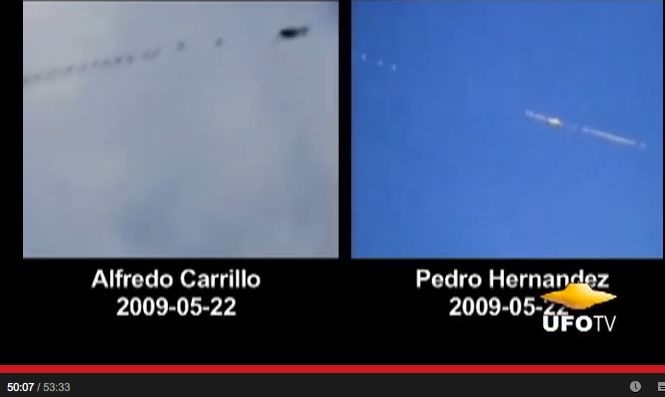 Alfredo Carrillo
2009-05-22
Pedro Hernandez
2009-05-22
UFOTV
50:07 / 53:33